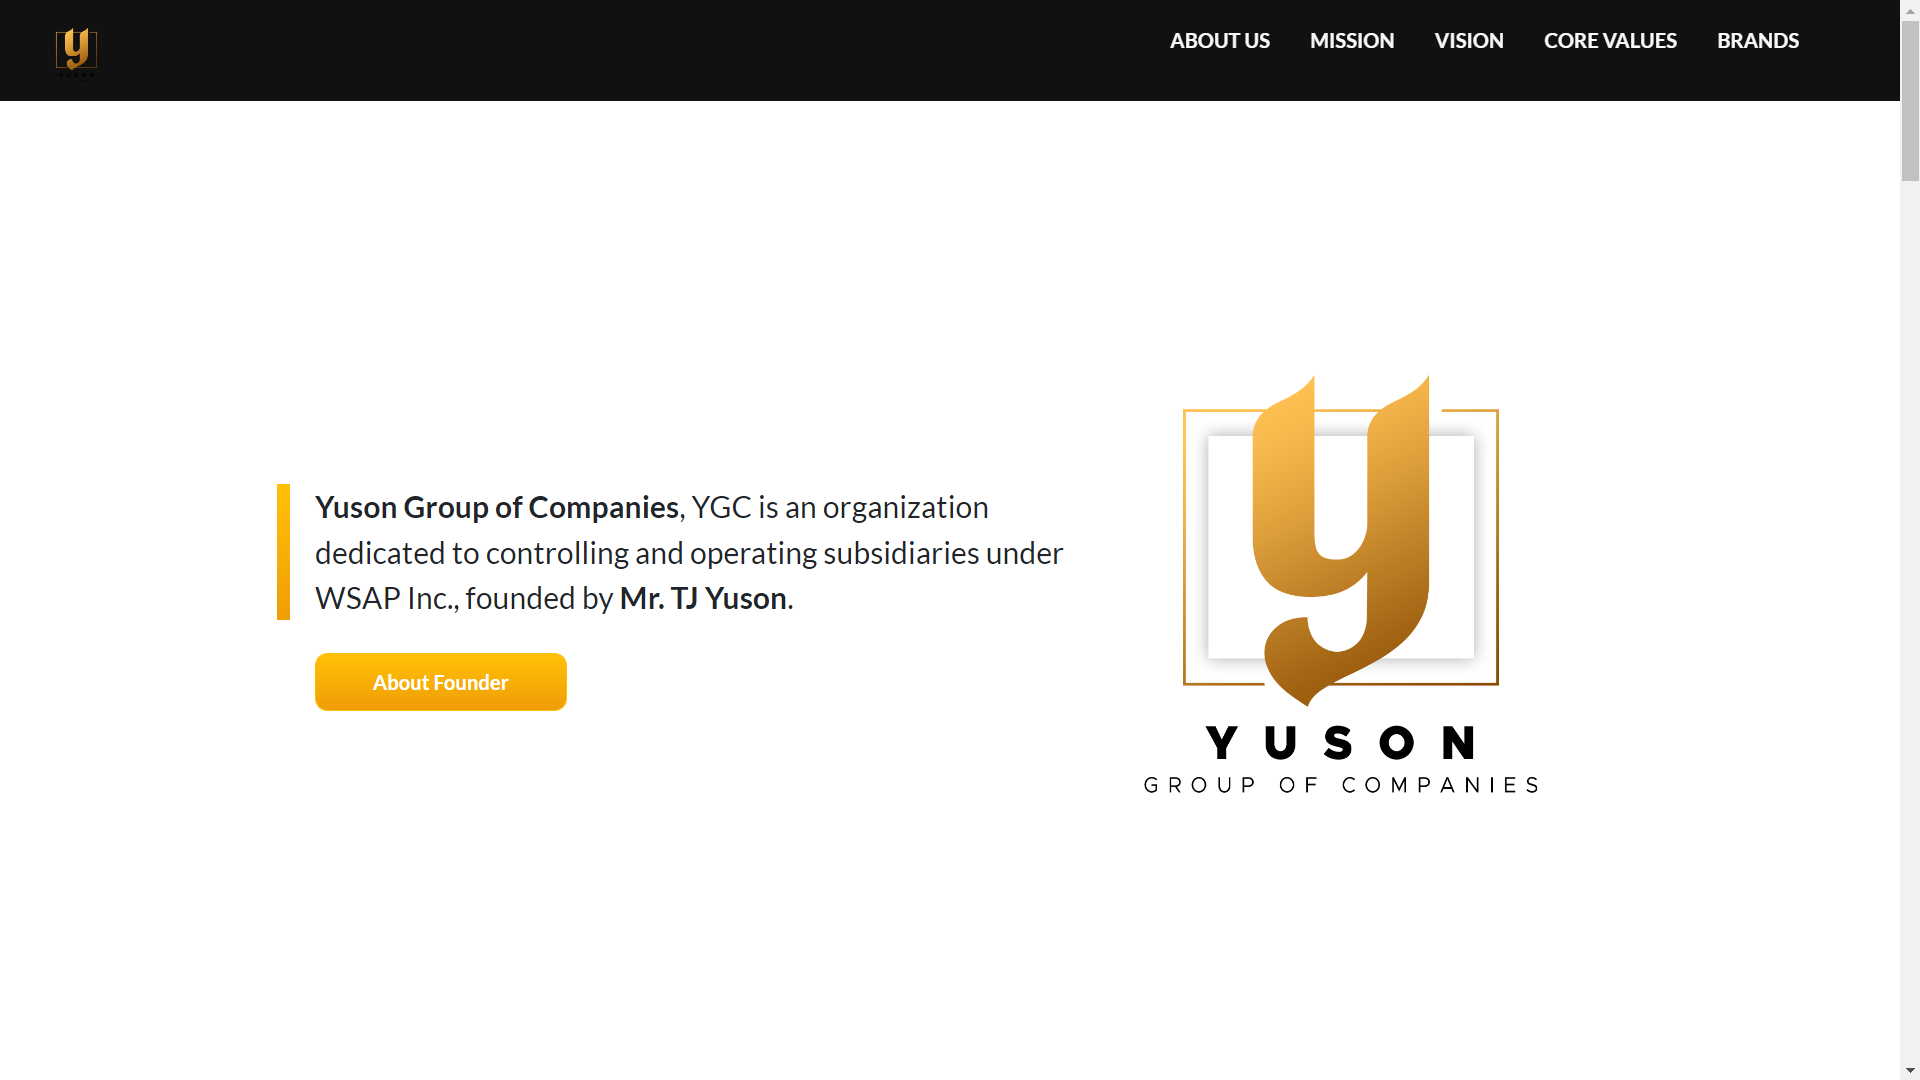 ABOUT US MISSION VISION CORE VALUES BRANDS
Yuson Group of Companies, YGC is an organization
dedicated to controlling and operating subsidiaries under
WSAP Inc., founded by Mr. TJ Yuson.
About Founder
YUSON
GROUP OF COMPANIES